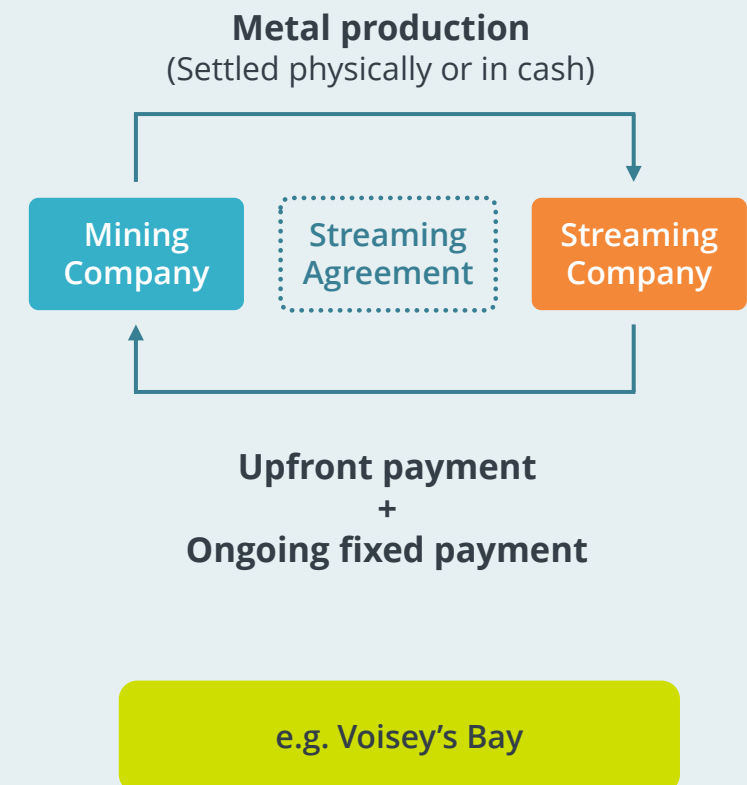 Metal production
(Settled physically or in cash)
Mining
Company
Streaming
Agreement
Streaming
Company
Upfront payment
+
Ongoing fixed payment
e.g. Voisey’s Bay